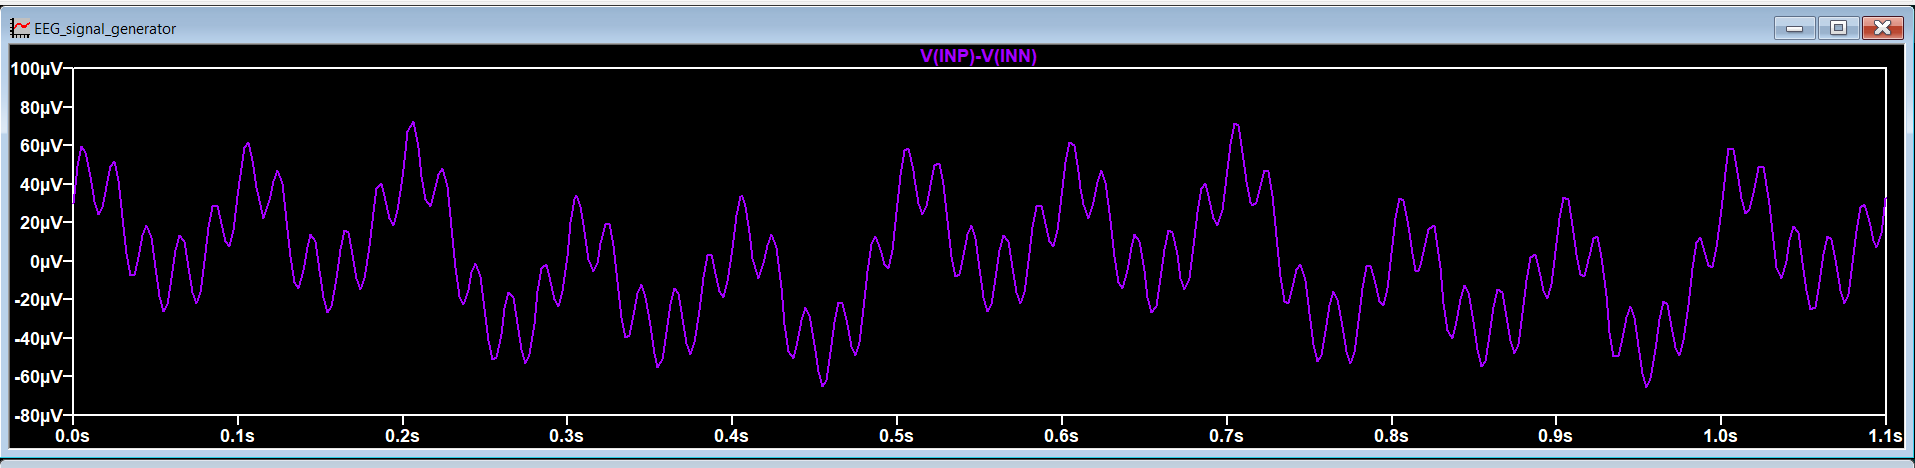 EEG_signal_generator
V(INP)-V(INN)
100µV
80µV
60µV
40µV
20µV
0µV
-20µV
-40µV
-60µV
-80µV
0.0s 0.1s 0.2s 0.3s 0.4s 0.5s 0.6s 0.7s 0.8s 0.9s 1.0s 1.1s